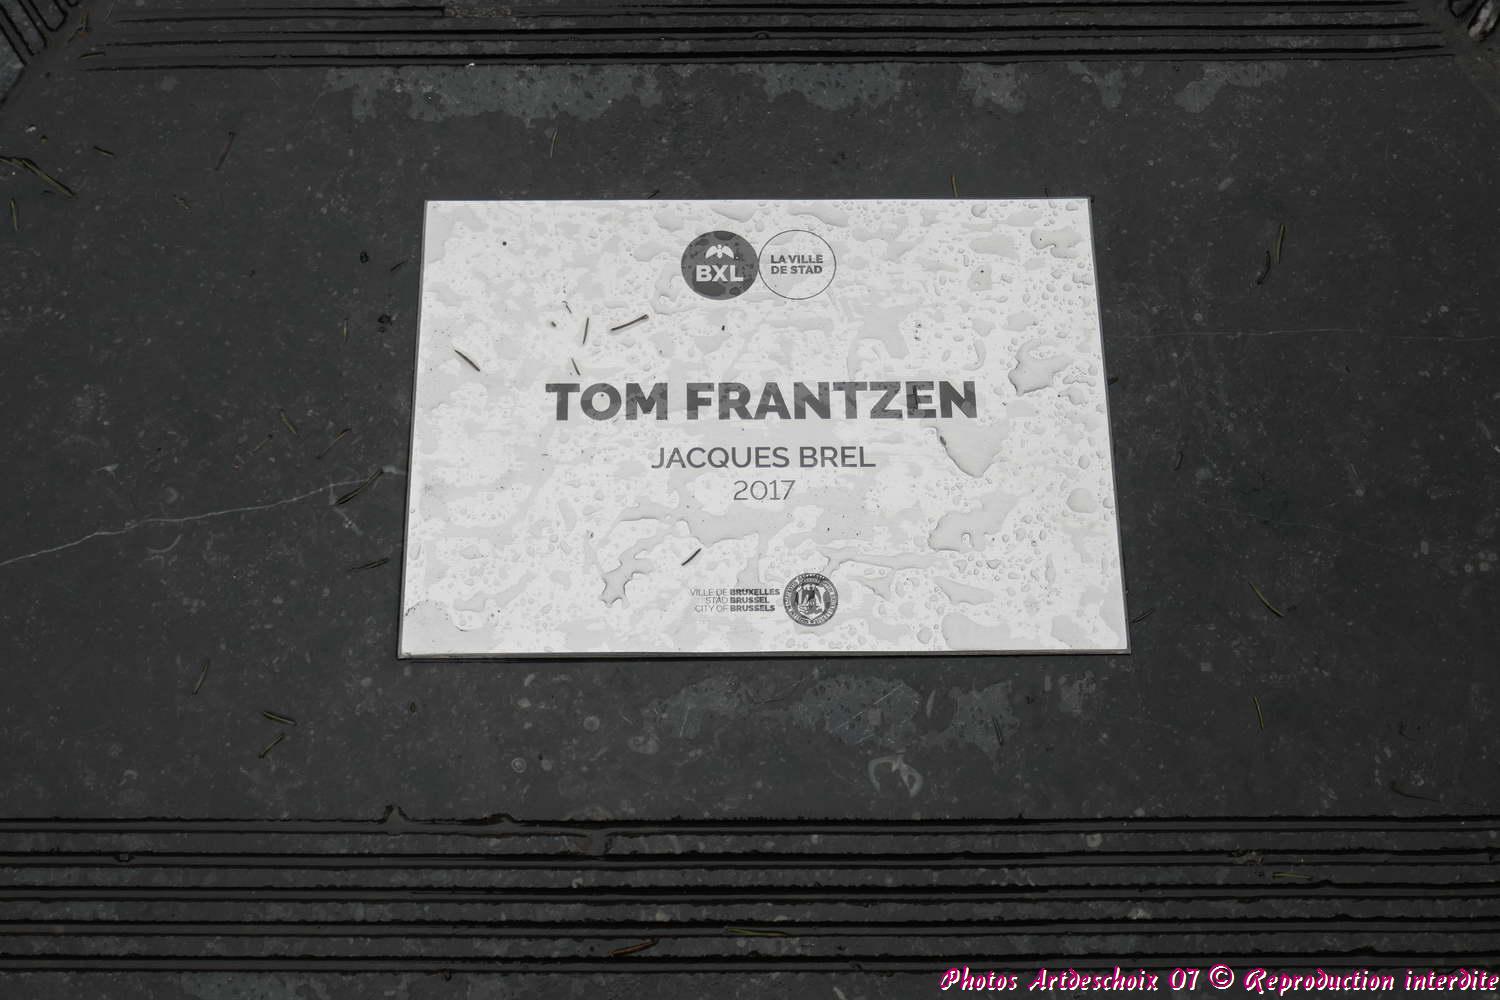 BXL
LA VILLE
DE STAD
TOM FRANTZEN
JACQUES BREL
2017
VILLE DE BRUXELLES
STAD BRUSSEL
CITY OF BRUSSELS
Photos Artdeschoix 07 © Reproduction interdite